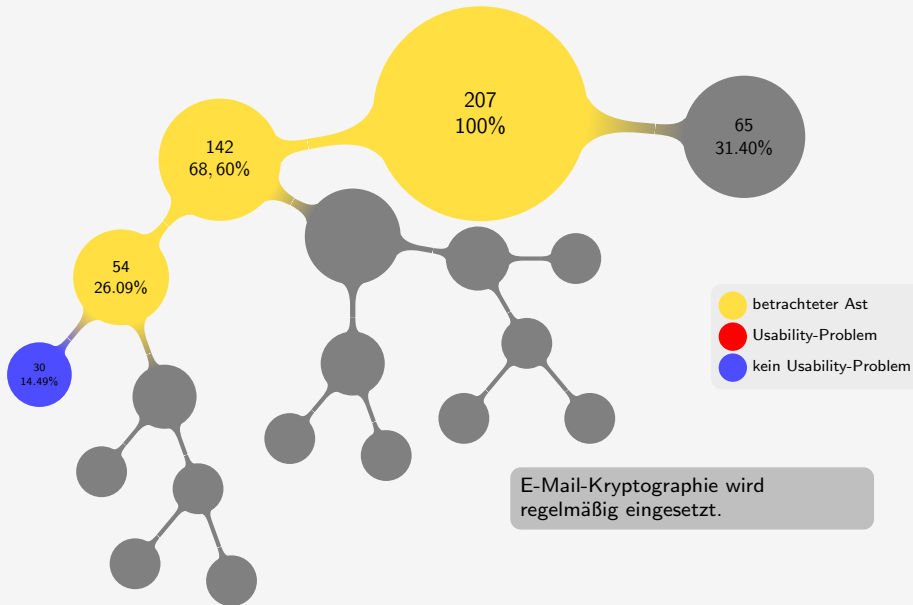 207
100%
65
31.40%
142
68, 60%
54
26.09%
30
14.49%
betrachteter Ast
Usability-Problem
kein Usability-Problem
E-Mail-Kryptographie wird
regelmäßig eingesetzt.